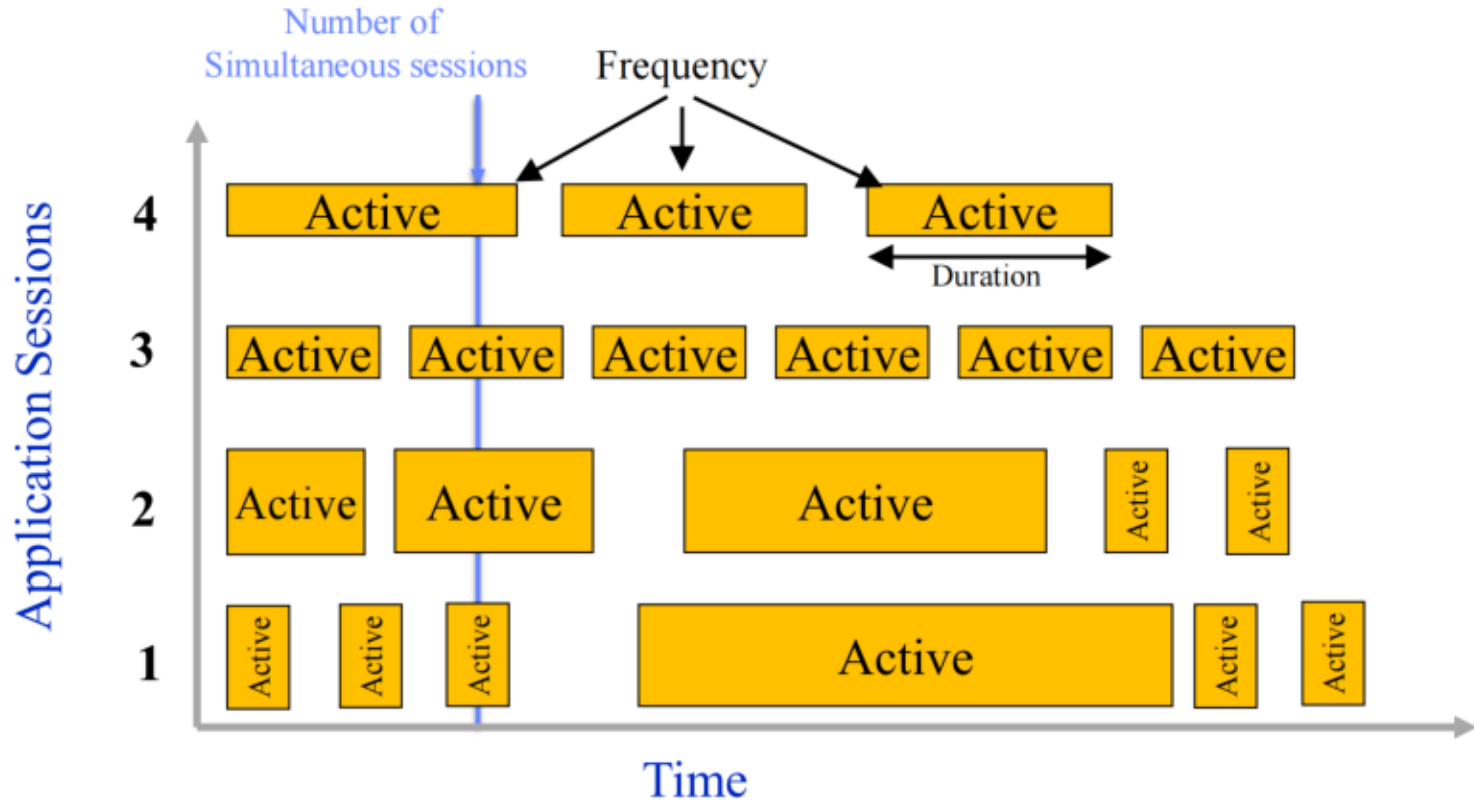 Number of
Simultaneous sessions
Frequency
Application Sessions
4
Active
Active
Active
Duration
3
Active
Active
Active
Active
Active
Active
2
Active
Active
Active
Active
Active
1
Active
Active
Active
Active
Active
Active
Time